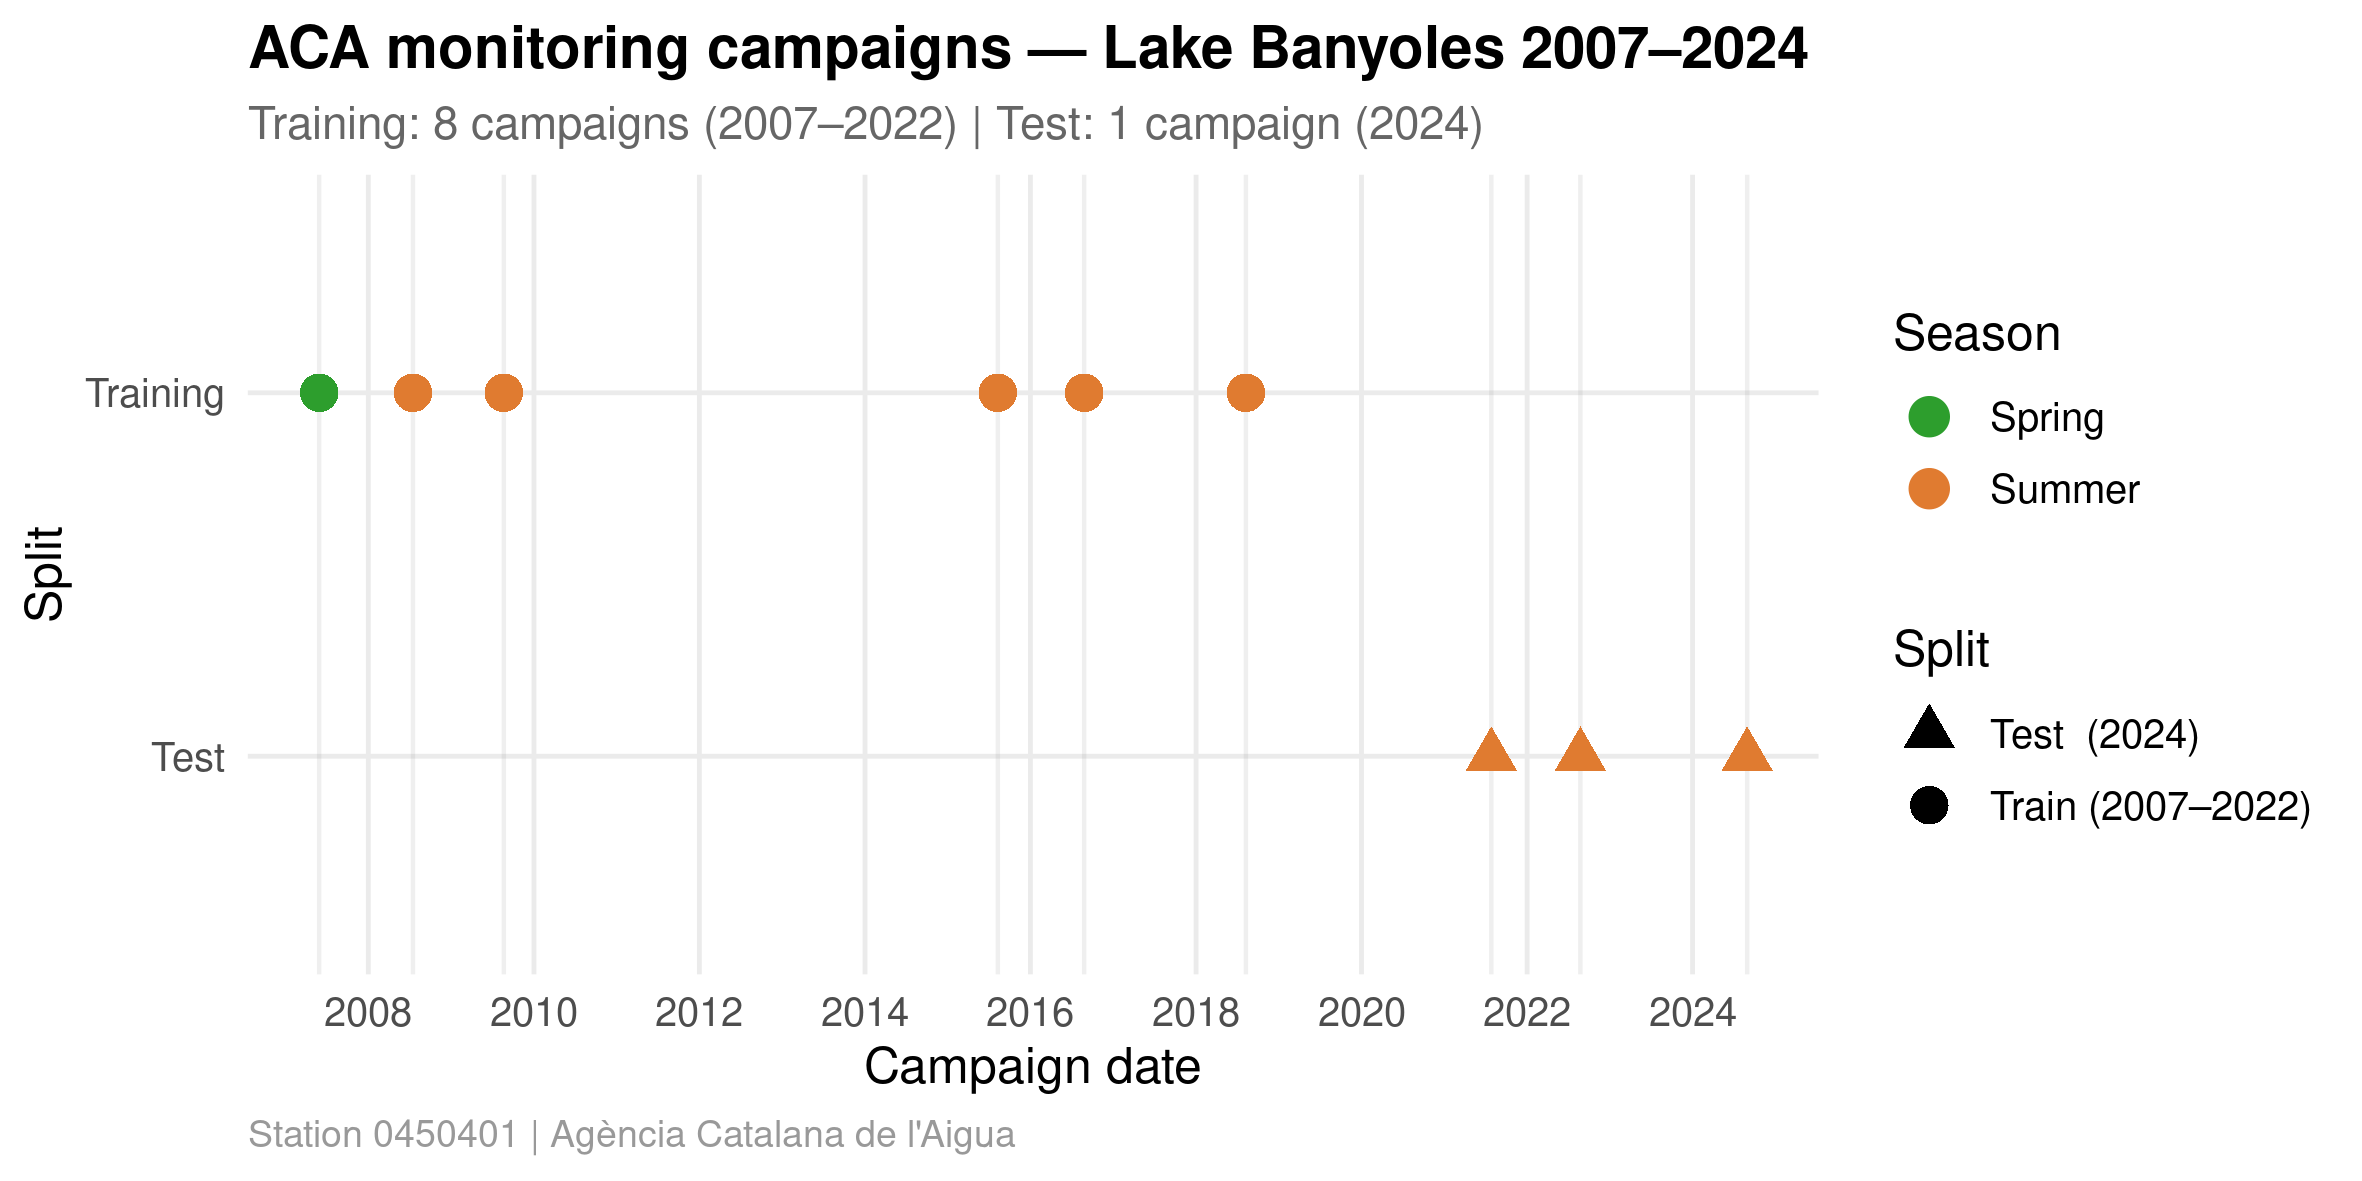 ACA monitoring campaigns — Lake Banyoles 2007–2024
Training: 8 campaigns (2007–2022) | Test: 1 campaign (2024)
Split
Training
Test
2008 2010 2012 2014 2016 2018 2020 2022 2024
Campaign date
Station 0450401 | Agència Catalana de l'Aigua
Season
Spring
Summer
Split
Test  (2024)
Train (2007–2022)